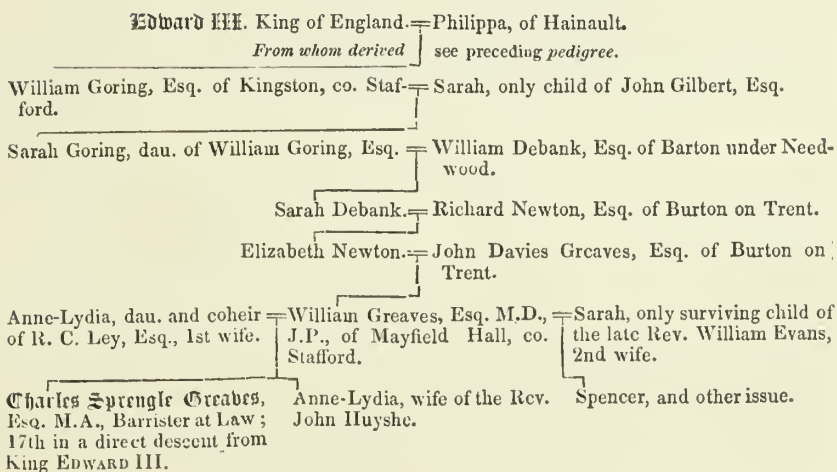 Edward III. King of England. Philippa, of Hainault.
From whom derived see preceding pedigree.
William Goring, Esq. of Kingston, co. Staf- Sarah, only child of John Gilbert, Esq.
ford.
Sarah Goring, dau. of William Goring, Esq. William Debank, Esq. of Barton under Need-
wood.
Sarah Debank. Richard Newton, Esq. of Burton on Trent.
Elizabeth Newton. John Davies Greaves, Esq. of Burton on
Trent.
Anne-Lydia, dau. and coheir
of R. C. Ley, Esq., 1st wife.
William Greaves, Esq. M.D.,
J.P., of Mayfield Hall, co.
Stafford.
Sarah, only surviving child of
the late Rev. William Evans,
2nd wife.
Charles Sprengle Greaves,
Esq. M.A., Barrister at Law;
17th in a direct descent from
King EDWARD III.
Anne-Lydia, wife of the Rev.
John Huyshe.
Spencer, and other issue.